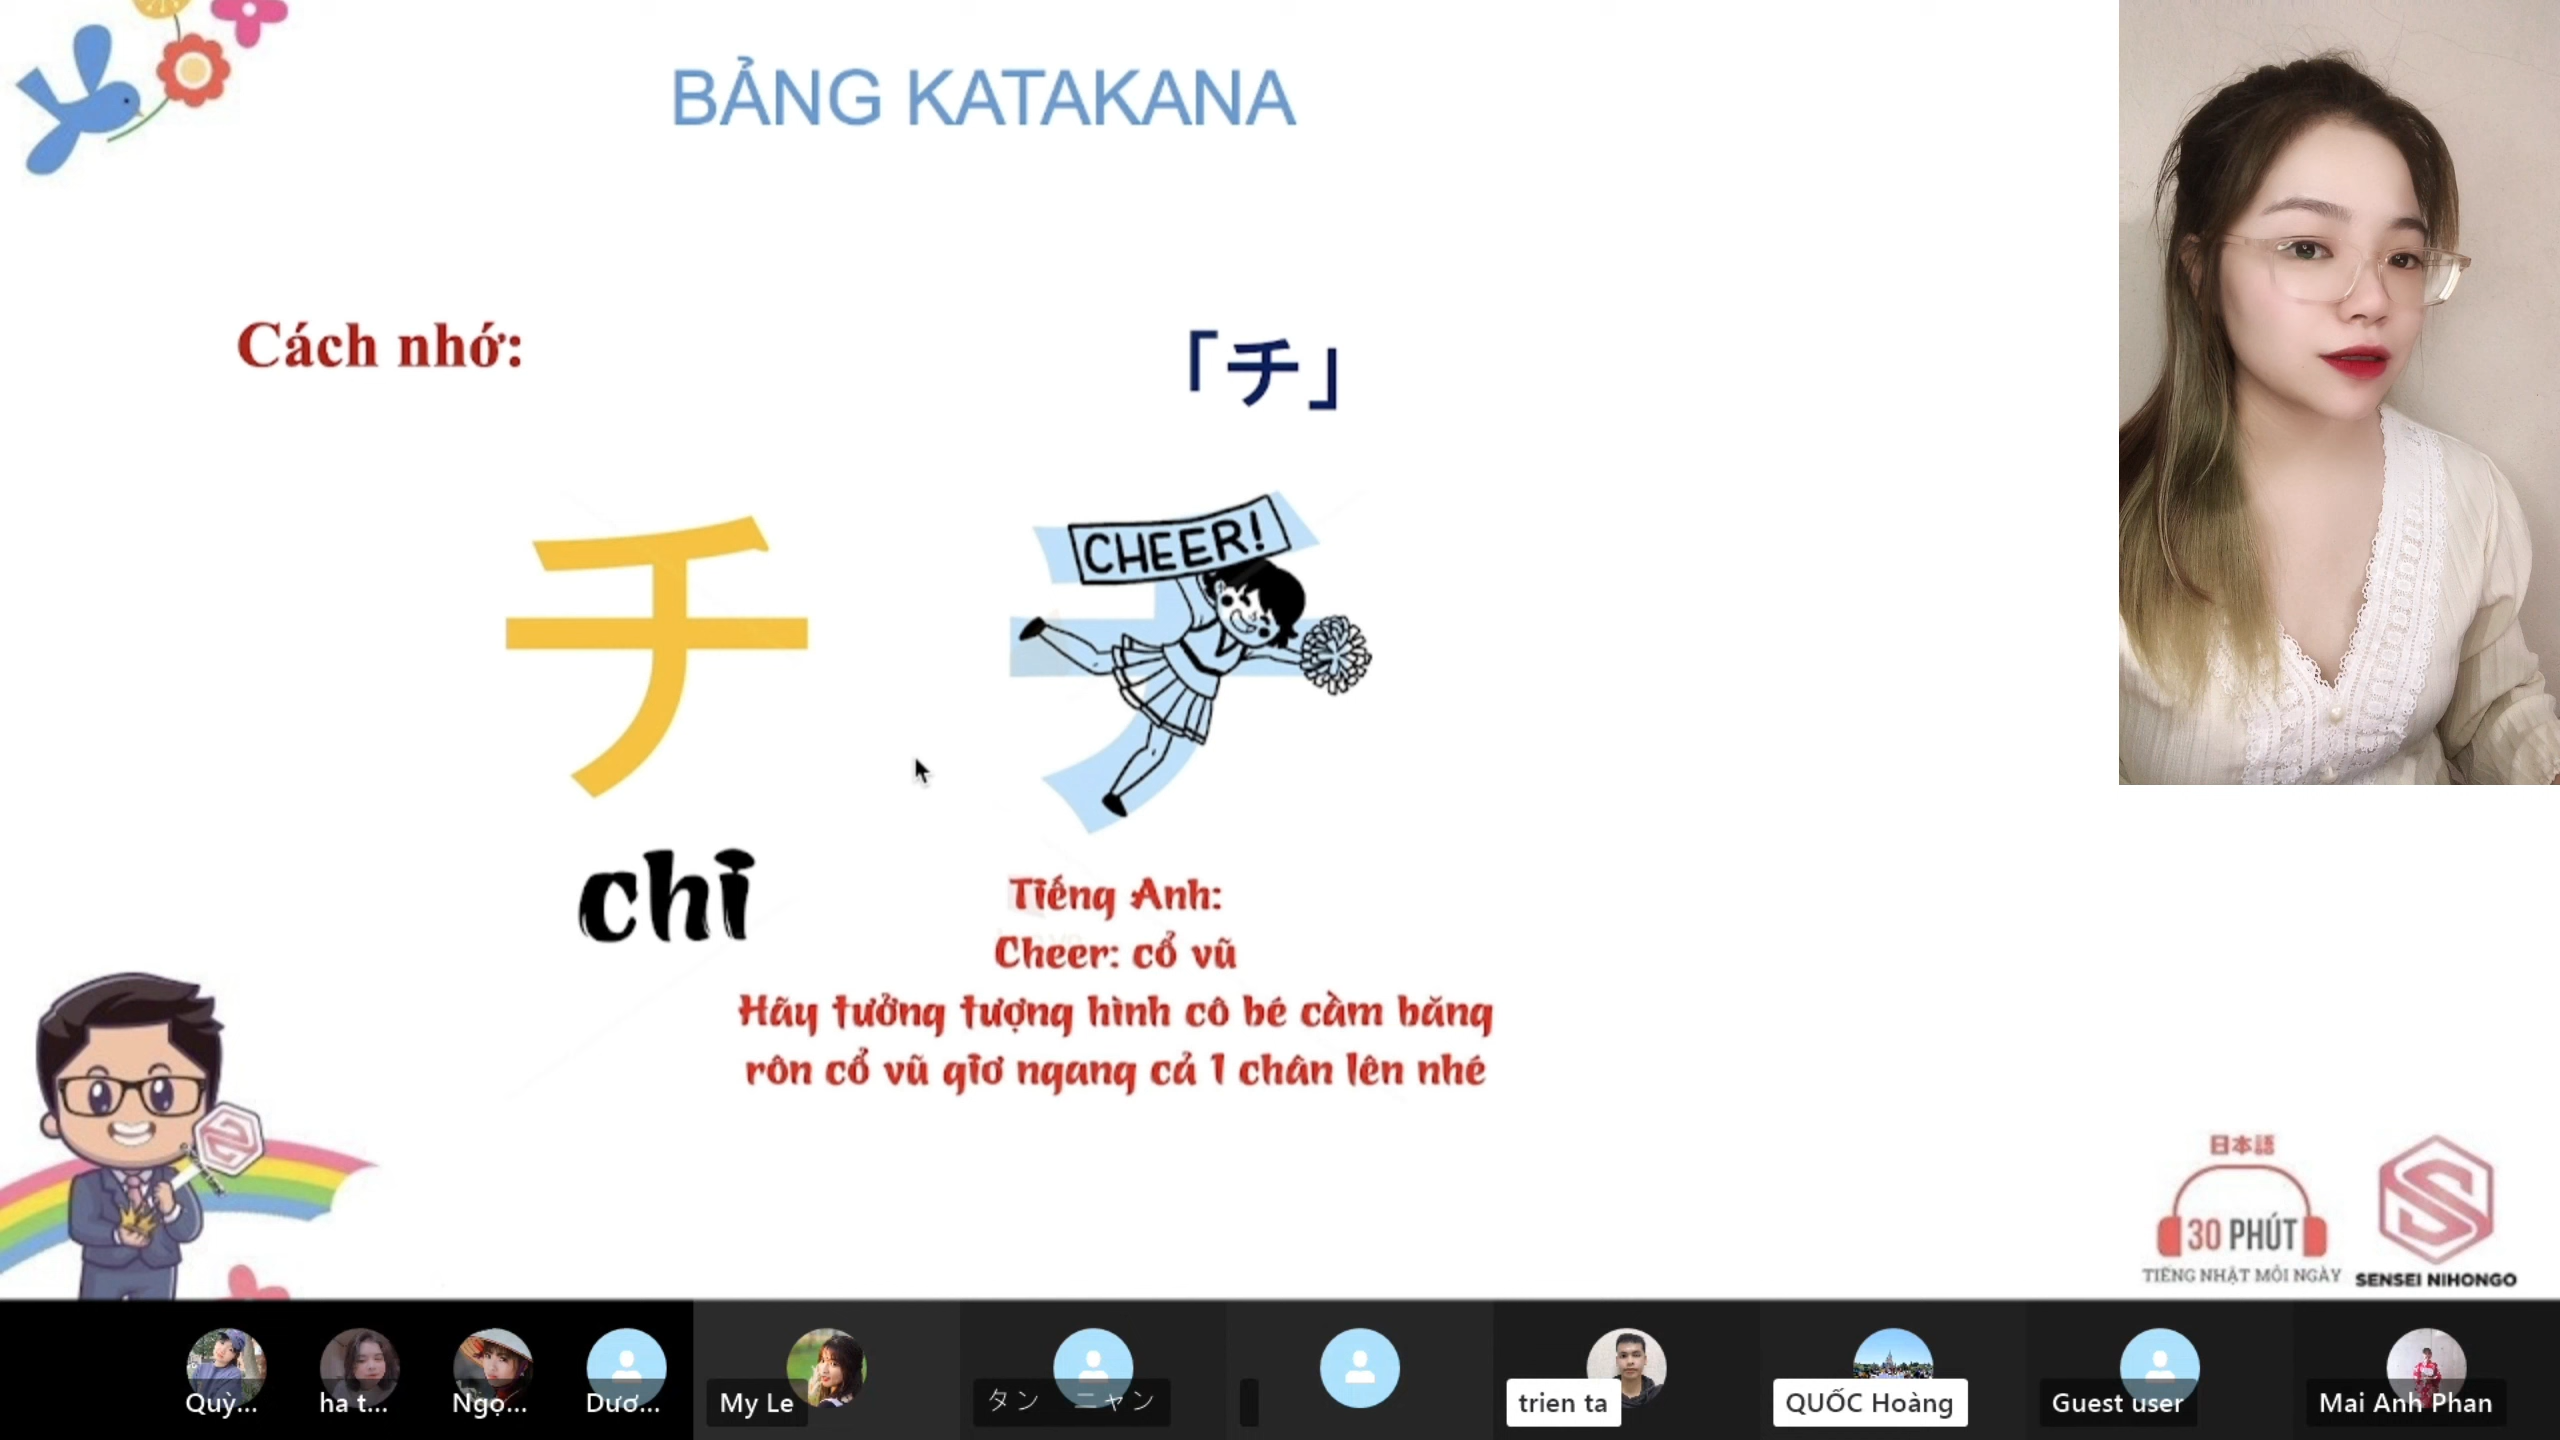 BẢNG KATAKANA
Cách nhớ:
「チ」
チ
CHEER!
chi
Tiếng Anh:
Cheer: cổ vũ
Hãy tưởng tượng hình cô bé cầm băng
rôn cổ vũ giơ ngang cả 1 chân lên nhé
日本語
30 PHÚT
TIẾNG NHẬT MỖI NGÀY
SENSEI NIHONGO
Quỳ...
ha t...
Ngọ...
Dươ...
My Le
タン ニャン
trien ta
QUỐC Hoàng
Guest user
Mai Anh Phan